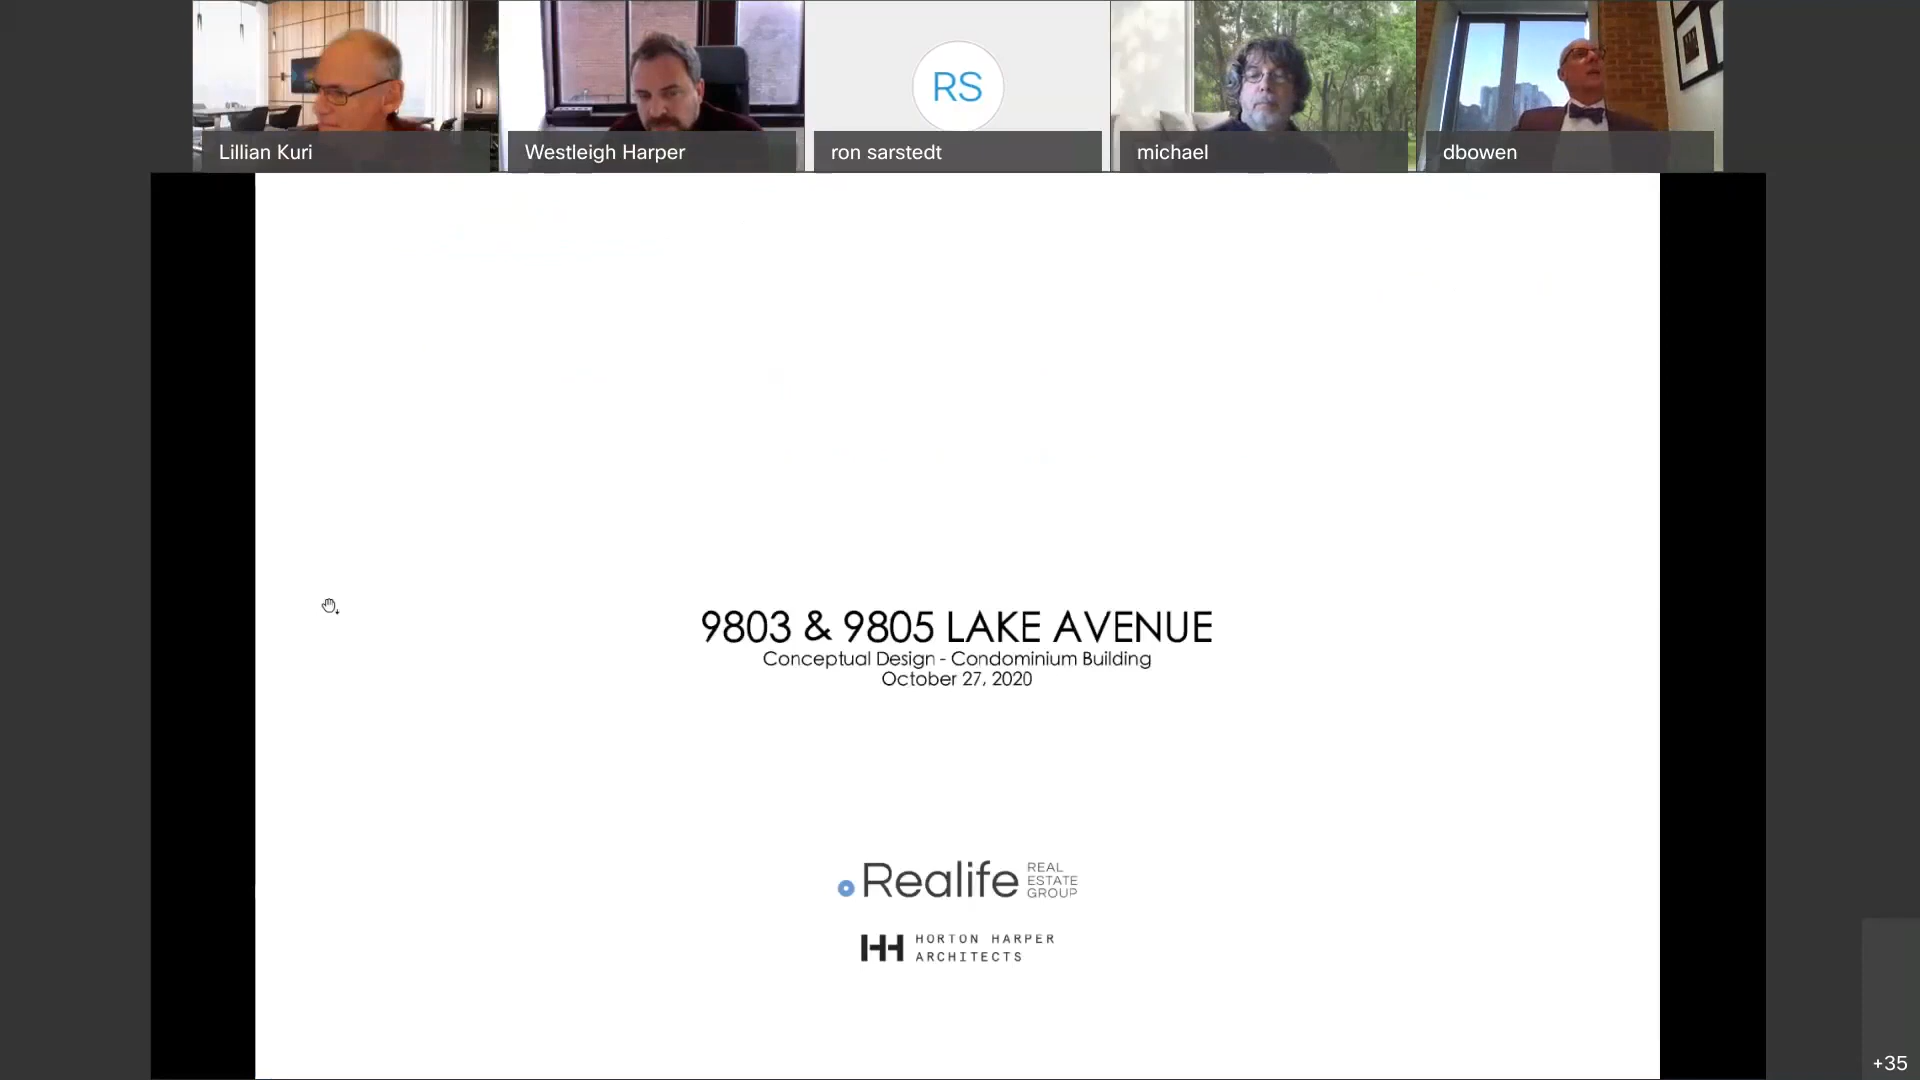 Lillian Kuri
Westleigh Harper
RS
ron sarstedt
michael
dbowen
9803 & 9805 LAKE AVENUE
Conceptual Design - Condominium Building
October 27, 2020
Realife REAL
ESTATE
GROUP
HH HORTON HARPER
ARCHITECTS
+35